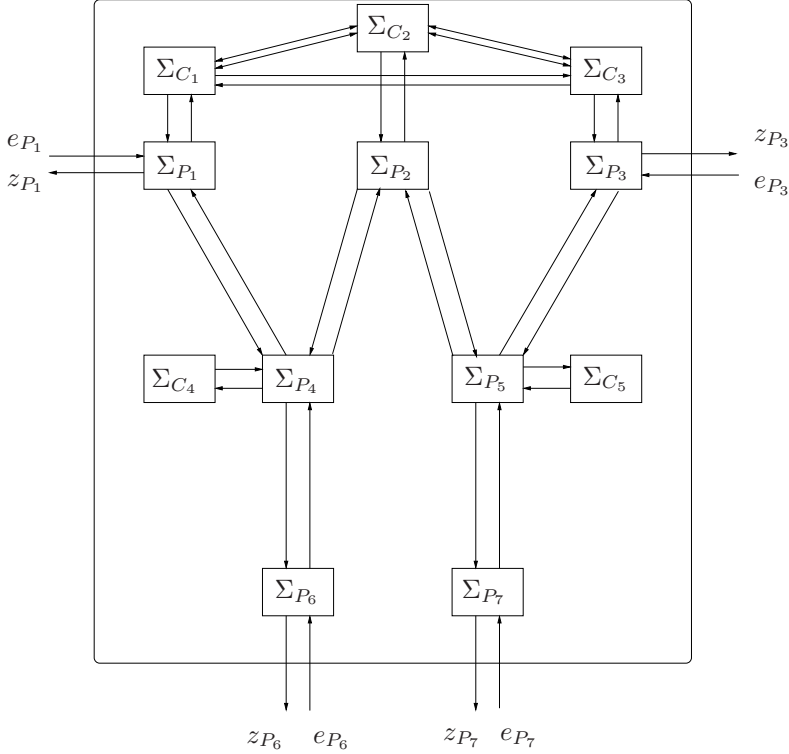 Σ_{C_2}
Σ_{C_1} Σ_{C_3}
e_{P_1} z_{P_3}
Σ_{P_1} Σ_{P_2} Σ_{P_3}
z_{P_1} e_{P_3}
Σ_{C_4} Σ_{P_4} Σ_{P_5} Σ_{C_5}
Σ_{P_6} Σ_{P_7}
z_{P_6} e_{P_6} z_{P_7} e_{P_7}